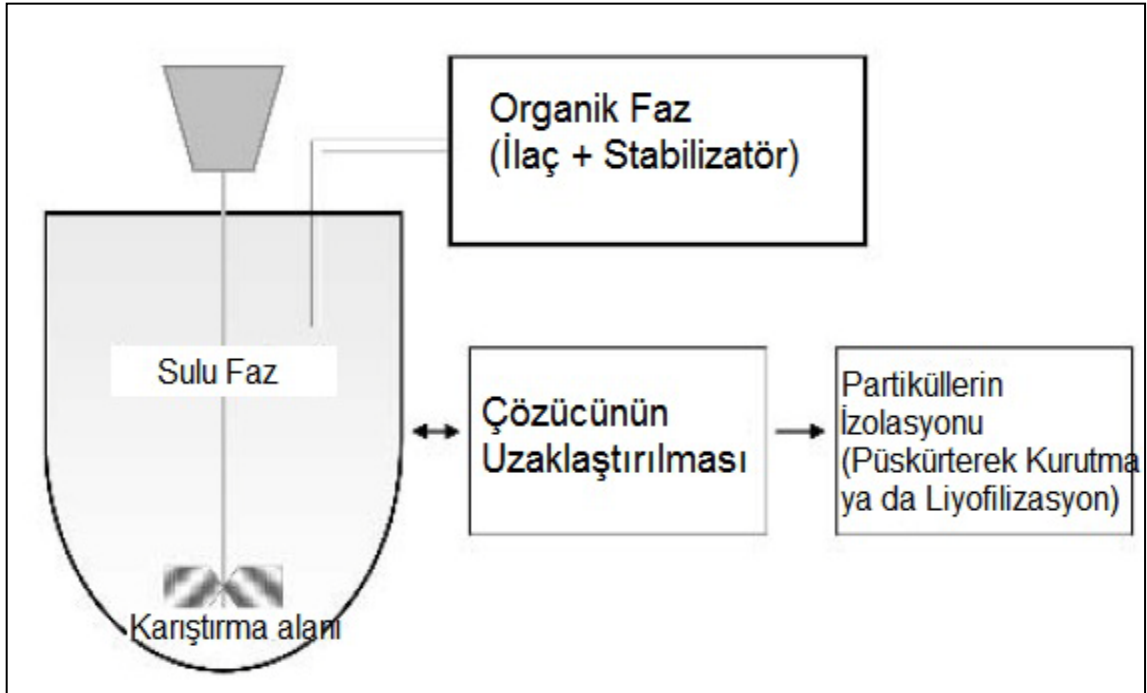 Organik Faz
(İlaç + Stabilizatör)
Sulu Faz
Çözücünün
Uzaklaştırılması
Partiküllerin
İzolasyonu
(Püskürterek Kurutma
ya da Liyofilizasyon)
Karıştırma alanı